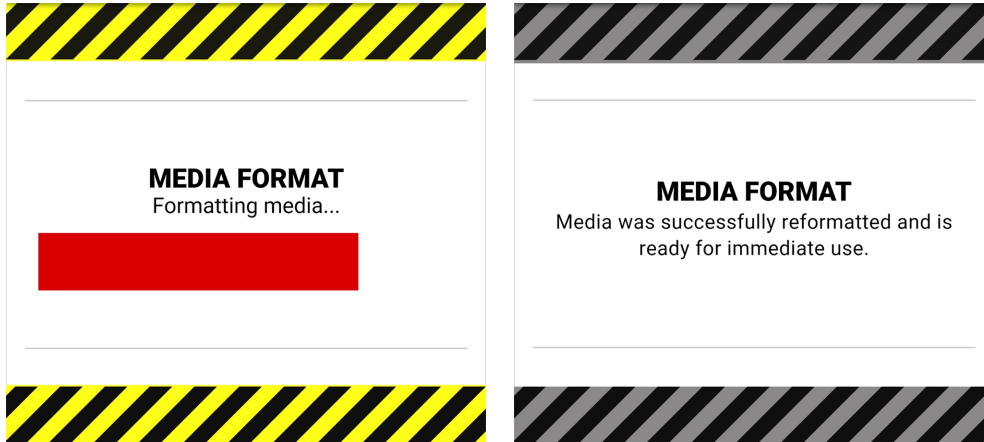 MEDIA FORMAT
Formatting media...
MEDIA FORMAT
Media was successfully reformatted and is
ready for immediate use.